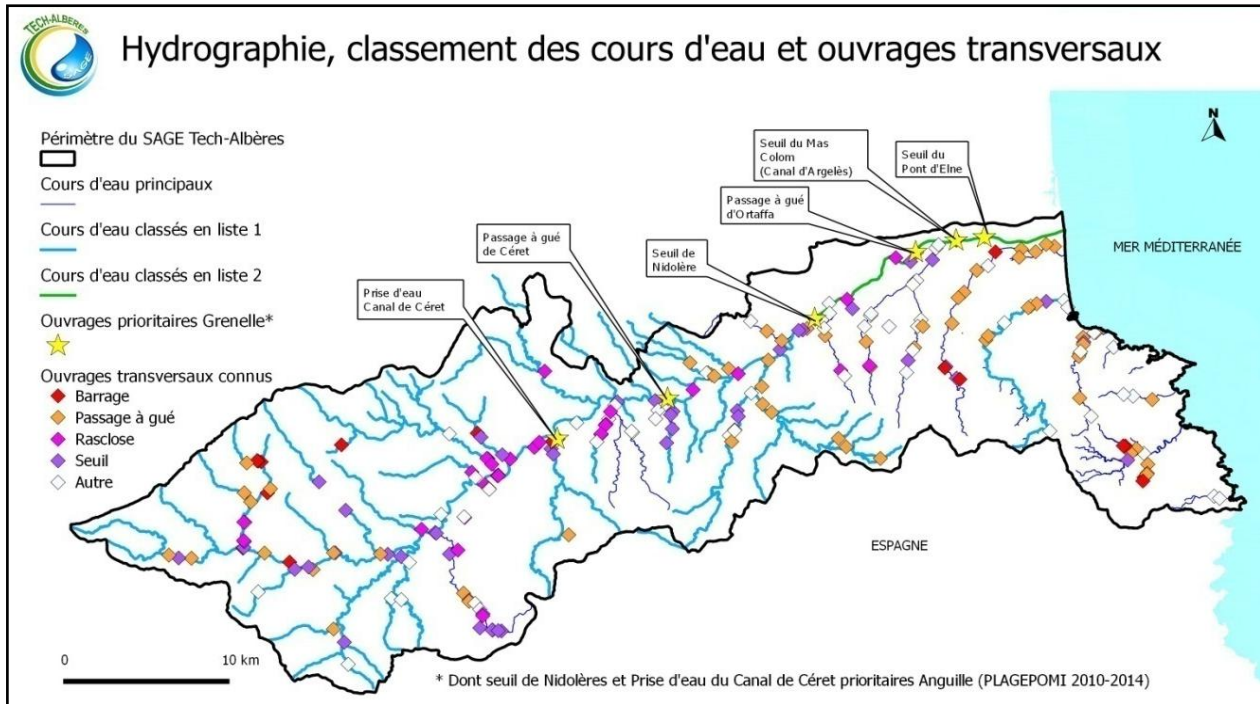 TECH-ALBERES
SAGE
Hydrographie, classement des cours d'eau et ouvrages transversaux
Périmètre du SAGE Tech-Albères
Cours d'eau principaux
Cours d'eau classés en liste 1
Cours d'eau classés en liste 2
Ouvrages prioritaires Grenelle*
Ouvrages transversaux connus
Barrage
Passage à gué
Rasclose
Seuil
Autre
0 10 km
Prise d'eau
Canal de Céret
Passage à gué
de Céret
Seuil de
Nidolère
Passage à gué
d'Ortaffa
Seuil du Mas
Colom
(Canal d'Argelès)
Seuil du
Pont d'Elne
N
MER MÉDITERRANÉE
ESPAGNE
* Dont seuil de Nidolères et Prise d'eau du Canal de Céret prioritaires Anguille (PLAGEPOMI 2010-2014)